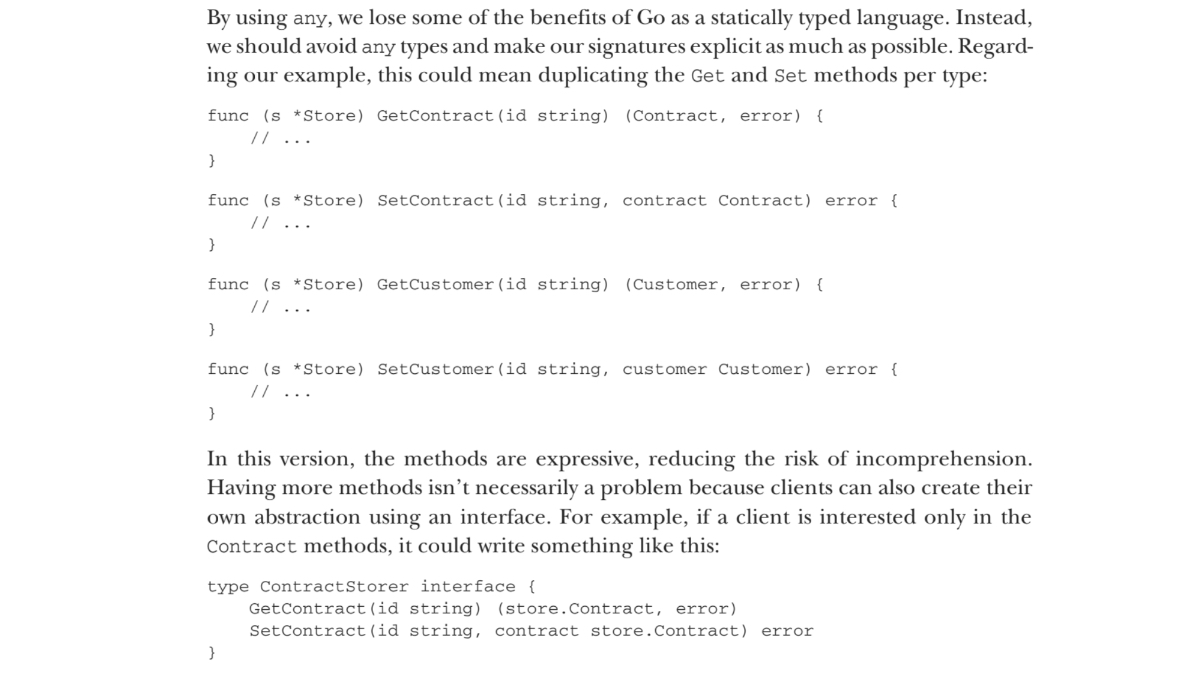 By using any, we lose some of the benefits of Go as a statically typed language. Instead,
we should avoid any types and make our signatures explicit as much as possible. Regard-
ing our example, this could mean duplicating the Get and Set methods per type:
func (s *Store) GetContract(id string) (Contract, error) {
    // ...
}
func (s *Store) SetContract(id string, contract Contract) error {
    // ...
}
func (s *Store) GetCustomer(id string) (Customer, error) {
    // ...
}
func (s *Store) SetCustomer(id string, customer Customer) error {
    // ...
}
In this version, the methods are expressive, reducing the risk of incomprehension.
Having more methods isn’t necessarily a problem because clients can also create their
own abstraction using an interface. For example, if a client is interested only in the
Contract methods, it could write something like this:
type ContractStorer interface {
    GetContract(id string) (store.Contract, error)
    SetContract(id string, contract store.Contract) error
}